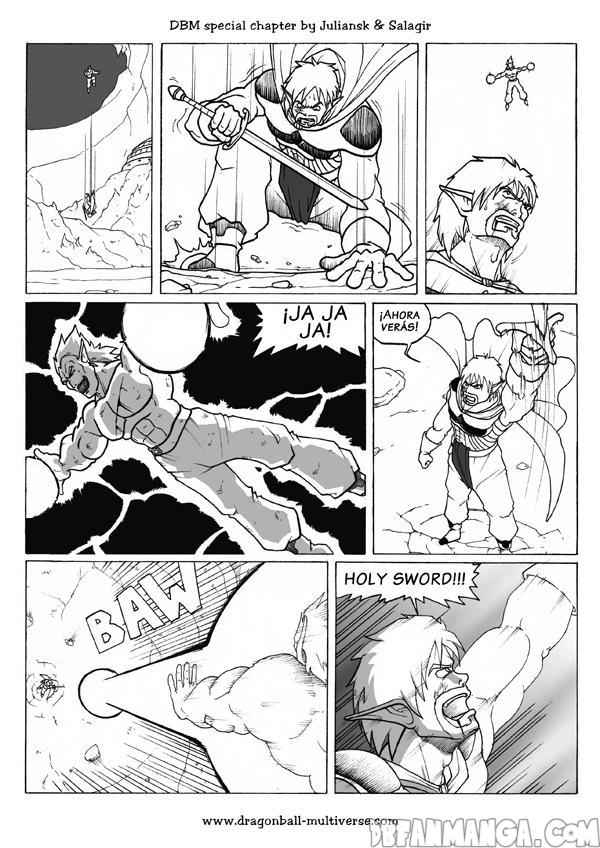 DBM special chapter by Juliansk & Salagir
¡JA JA
JA!
¡AHORA
VERÁS!
BAW
HOLY SWORD!!!
www.dragonball-multiverse.com
DBFANMANGA.COM